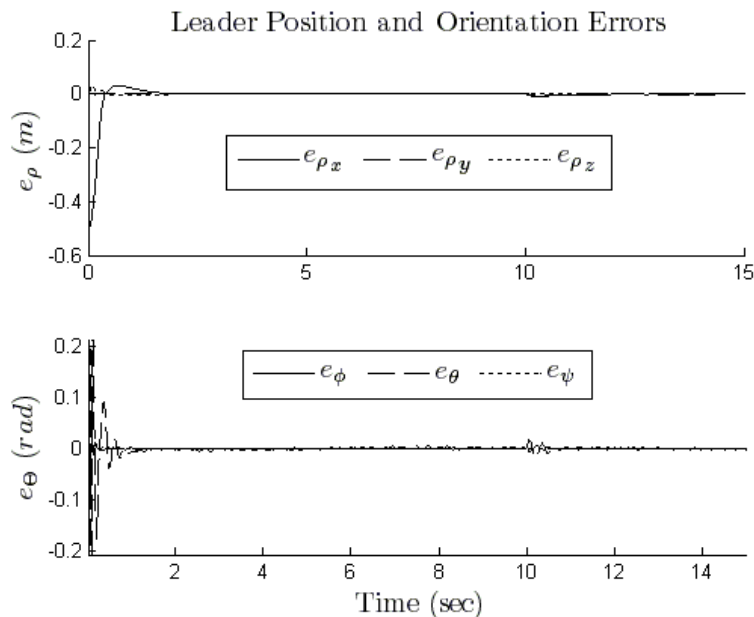 Leader Position and Orientation Errors
0.2
0
-0.2
-0.4
-0.6
e_ρ (m)
e_ρx e_ρy e_ρz
0 5 10 15
0.2
0.1
0
-0.1
-0.2
e_Θ (rad)
e_ϕ e_θ e_ψ
2 4 6 8 10 12 14
Time (sec)